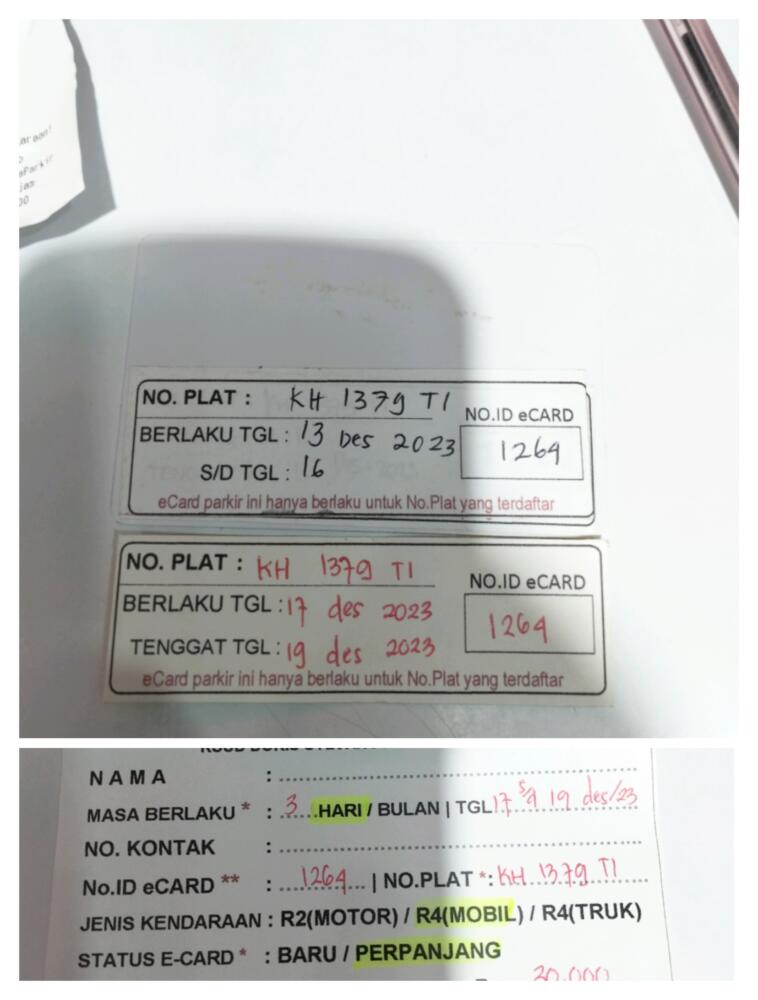 NO. PLAT : KH 1379 TI
NO.ID eCARD
BERLAKU TGL : 13 Des 2023
1264
S/D TGL : 16
eCard parkir ini hanya berlaku untuk No.Plat yang terdaftar
NO. PLAT : KH 1379 TI
NO.ID eCARD
BERLAKU TGL : 17 des 2023
1264
TENGGAT TGL : 19 des 2023
eCard parkir ini hanya berlaku untuk No.Plat yang terdaftar
NAMA :
MASA BERLAKU * : 3 HARI / BULAN | TGL 17 s/d 19 des/23
NO. KONTAK :
No.ID eCARD ** : 1264 | NO.PLAT *: KH 1379 TI
JENIS KENDARAAN : R2(MOTOR) / R4(MOBIL) / R4(TRUK)
STATUS E-CARD * : BARU / PERPANJANG